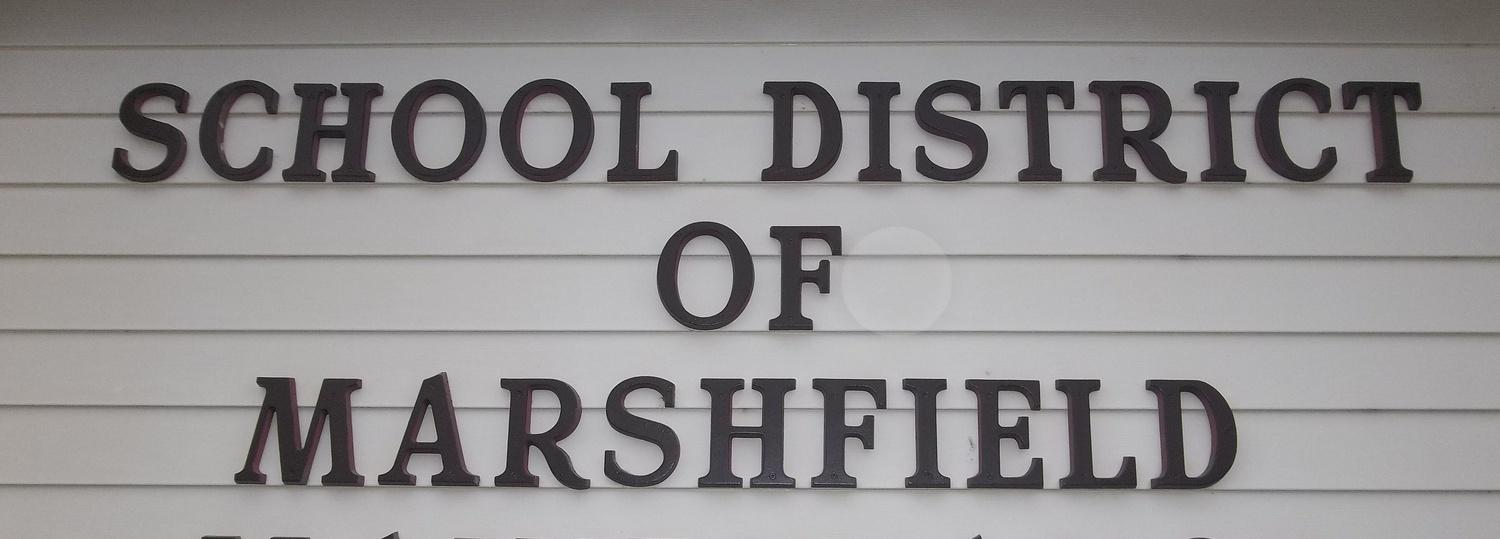 SCHOOL DISTRICT
OF
MARSHFIELD